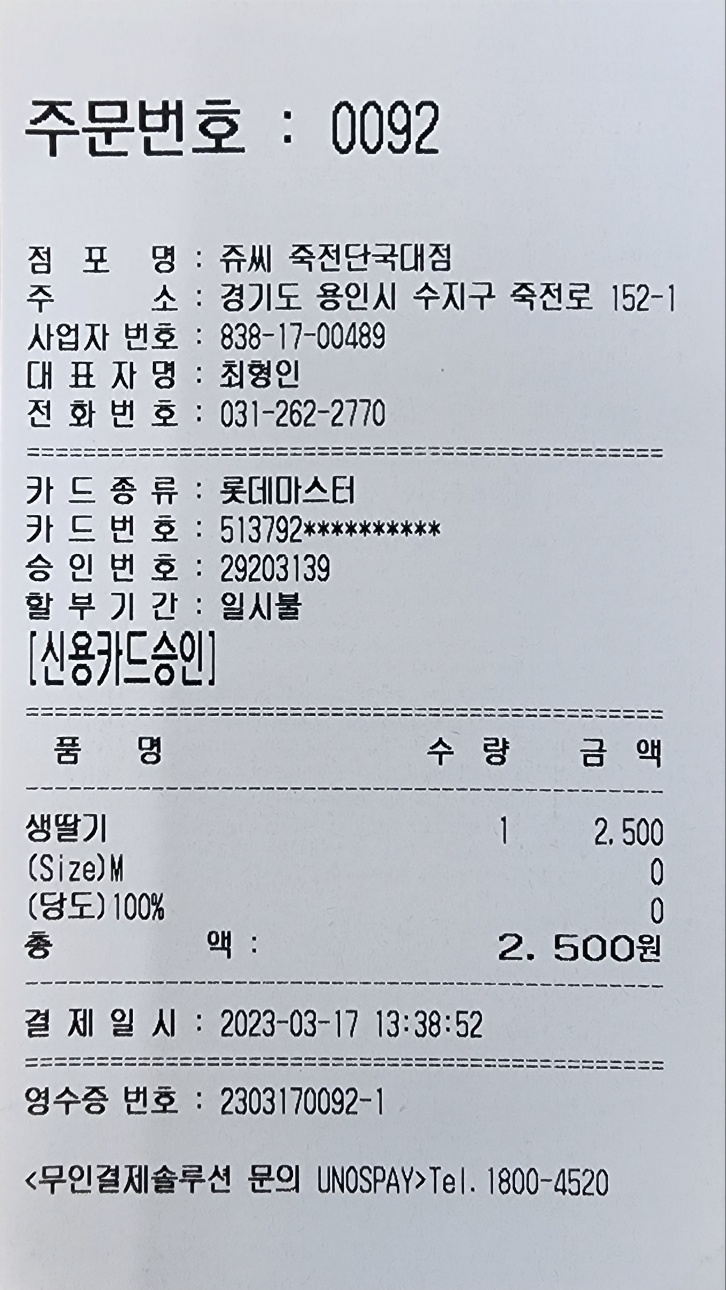 주문번호 : 0092
점 포 명 : 쥬씨 죽전단국대점
주 소 : 경기도 용인시 수지구 죽전로 152-1
사업자 번호 : 838-17-00489
대 표 자 명 : 최형인
전 화 번 호 : 031-262-2770
==============================================
카 드 종 류 : 롯데마스터
카 드 번 호 : 513792**********
승 인 번 호 : 29203139
할 부 기 간 : 일시불
[신용카드승인]
==============================================
품 명 수 량 금 액
----------------------------------------------
생딸기 1 2,500
(Size)M 0
(당도)100% 0
총 액 : 2.500원
----------------------------------------------
결 제 일 시 : 2023-03-17 13:38:52
==============================================
영수증 번호 : 2303170092-1
<무인결제솔루션 문의 UNOSPAY>Tel.1800-4520